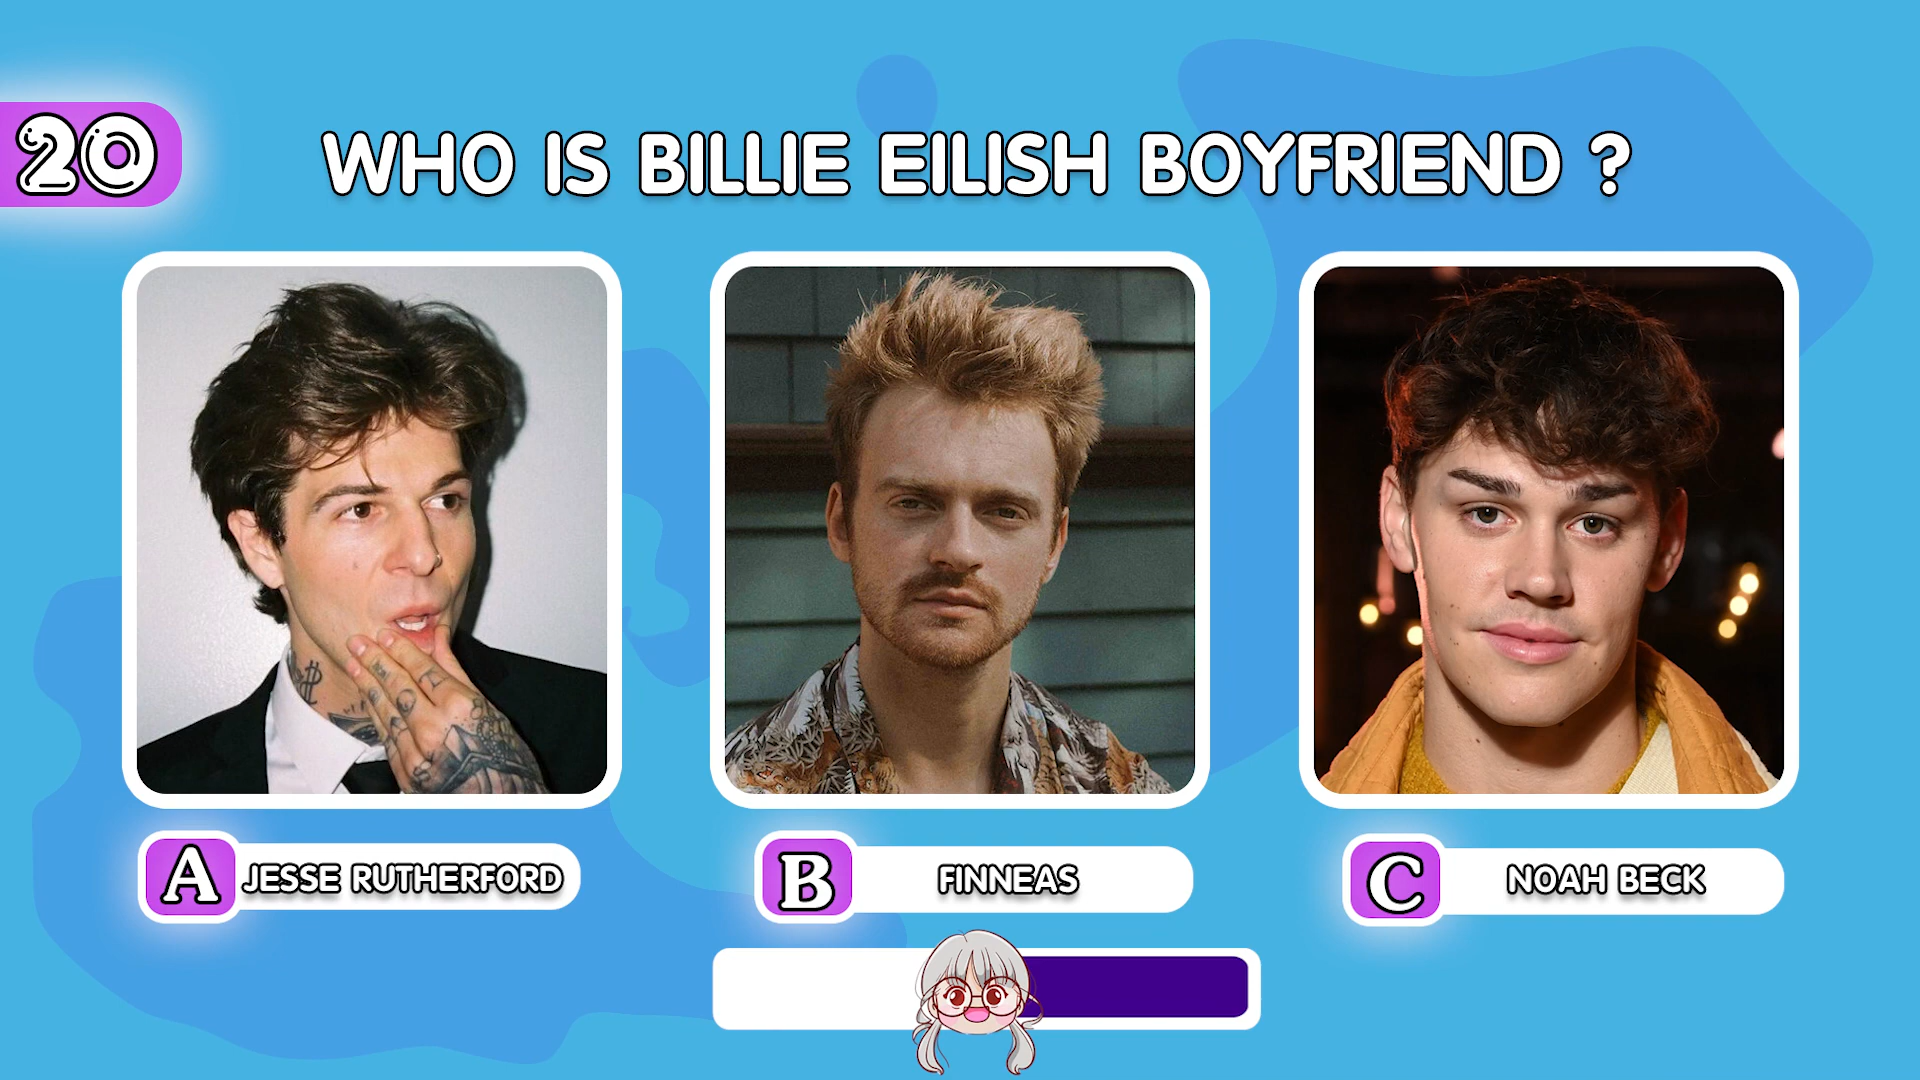 20
WHO IS BILLIE EILISH BOYFRIEND ?
A JESSE RUTHERFORD
B FINNEAS
C NOAH BECK